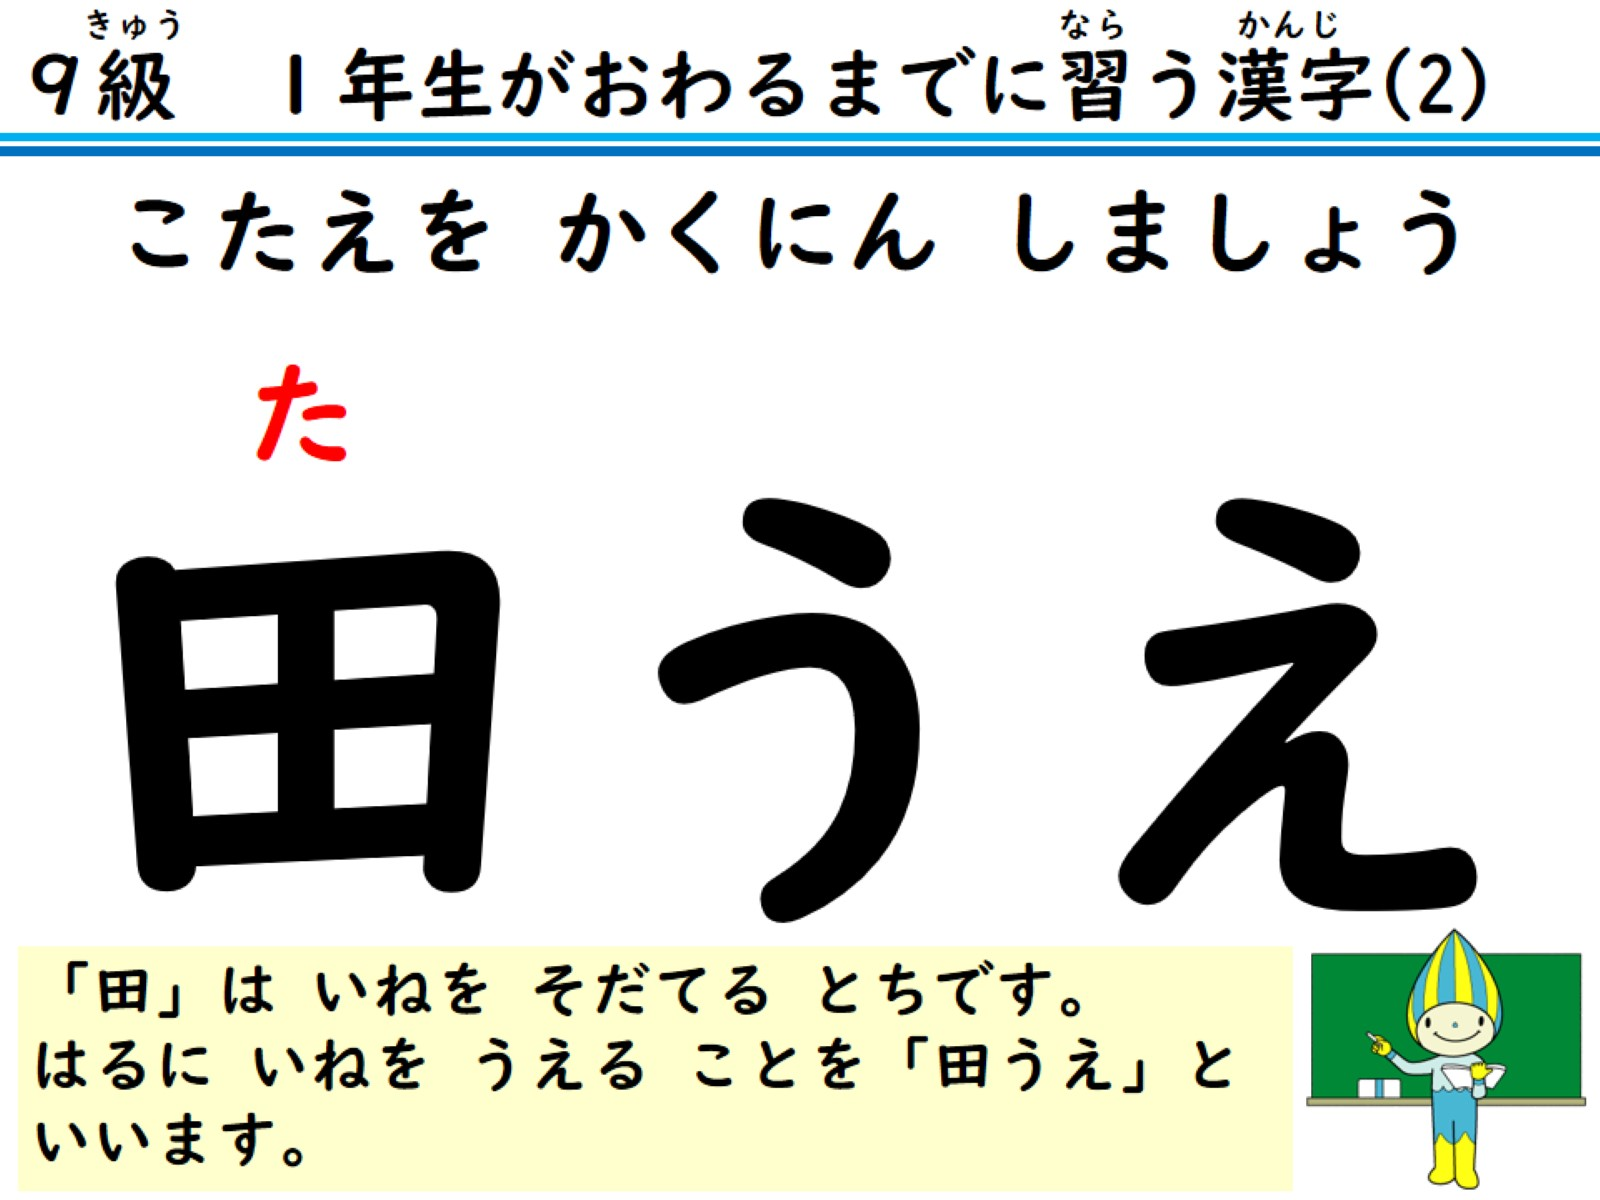 きゅう なら かんじ
9級 1年生がおわるまでに習う漢字(2)
こたえを かくにん しましょう
た
田うえ
「田」は いねを そだてる とちです。
はるに いねを うえる ことを「田うえ」と
いいます。